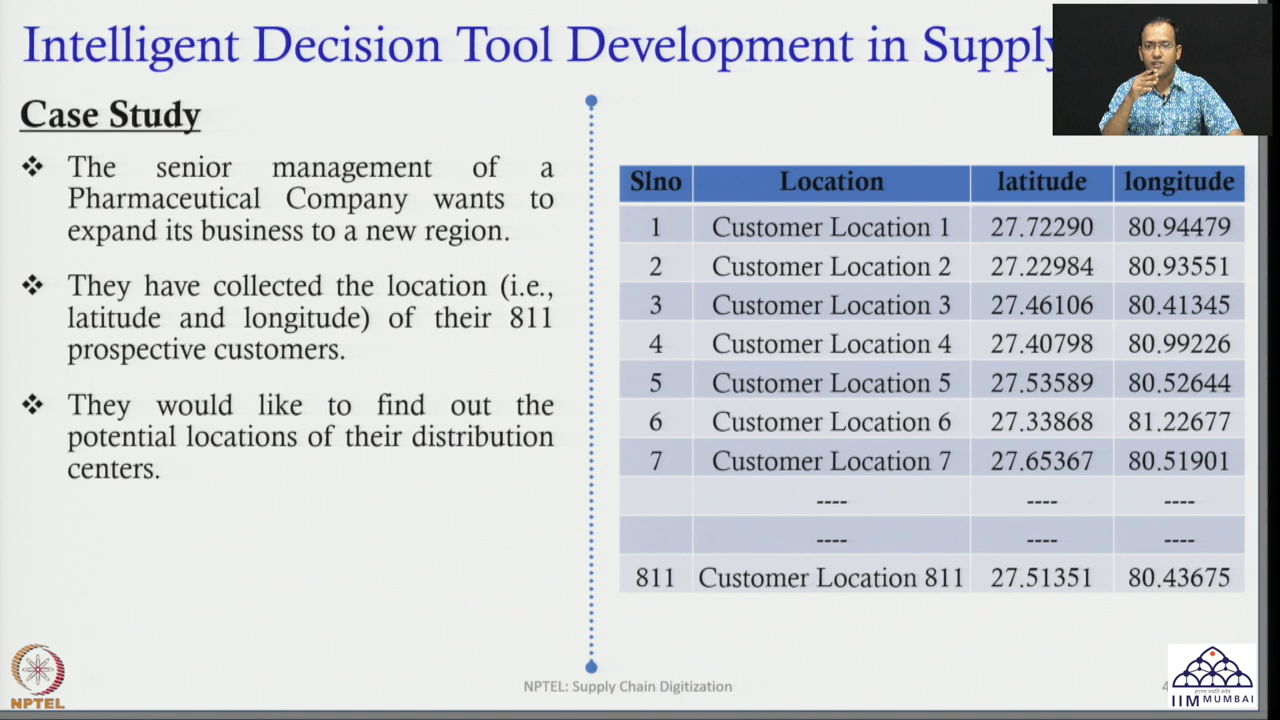 Intelligent Decision Tool Development in Supply
Case Study
❖ The senior management of a
Pharmaceutical Company wants to
expand its business to a new region.
❖ They have collected the location (i.e.,
latitude and longitude) of their 811
prospective customers.
❖ They would like to find out the
potential locations of their distribution
centers.
Slno Location latitude longitude
1 Customer Location 1 27.72290 80.94479
2 Customer Location 2 27.22984 80.93551
3 Customer Location 3 27.46106 80.41345
4 Customer Location 4 27.40798 80.99226
5 Customer Location 5 27.53589 80.52644
6 Customer Location 6 27.33868 81.22677
7 Customer Location 7 27.65367 80.51901
---- ---- ----
---- ---- ----
811 Customer Location 811 27.51351 80.43675
NPTEL
NPTEL: Supply Chain Digitization
4
IIM MUMBAI